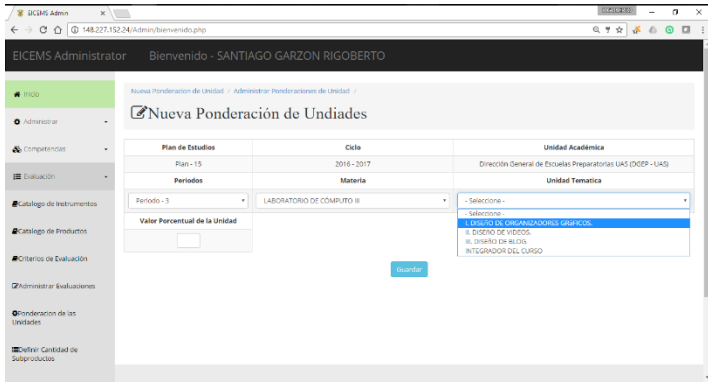 EICEMS Admin
148.227.152.24/Admin/bienvenido.php
EICEMS Administrator
Bienvenido - SANTIAGO GARZON RIGOBERTO
Inicio
Administrar
Competencias
Evaluación
Catalogo de Instrumentos
Catalogo de Productos
Criterios de Evaluación
Administrar Evaluaciones
Ponderacion de las
Unidades
Definir Cantidad de
Subproductos
Nueva Ponderacion de Unidad / Administrar Ponderaciones de Unidad /
Nueva Ponderación de Undiades
Plan de Estudios
Ciclo
Unidad Académica
Plan - 15
2016 - 2017
Dirección General de Escuelas Preparatorias UAS (DGEP - UAS)
Periodos
Materia
Unidad Tematica
Periodo - 3
LABORATORIO DE CÓMPUTO III
- Seleccione -
- Seleccione -
I. DISEÑO DE ORGANIZADORES GRáFICOS.
II. DISEÑO DE VIDEOS.
III. DISEÑO DE BLOG.
INTEGRADOR DEL CURSO
Valor Porcentual de la Unidad
Guardar